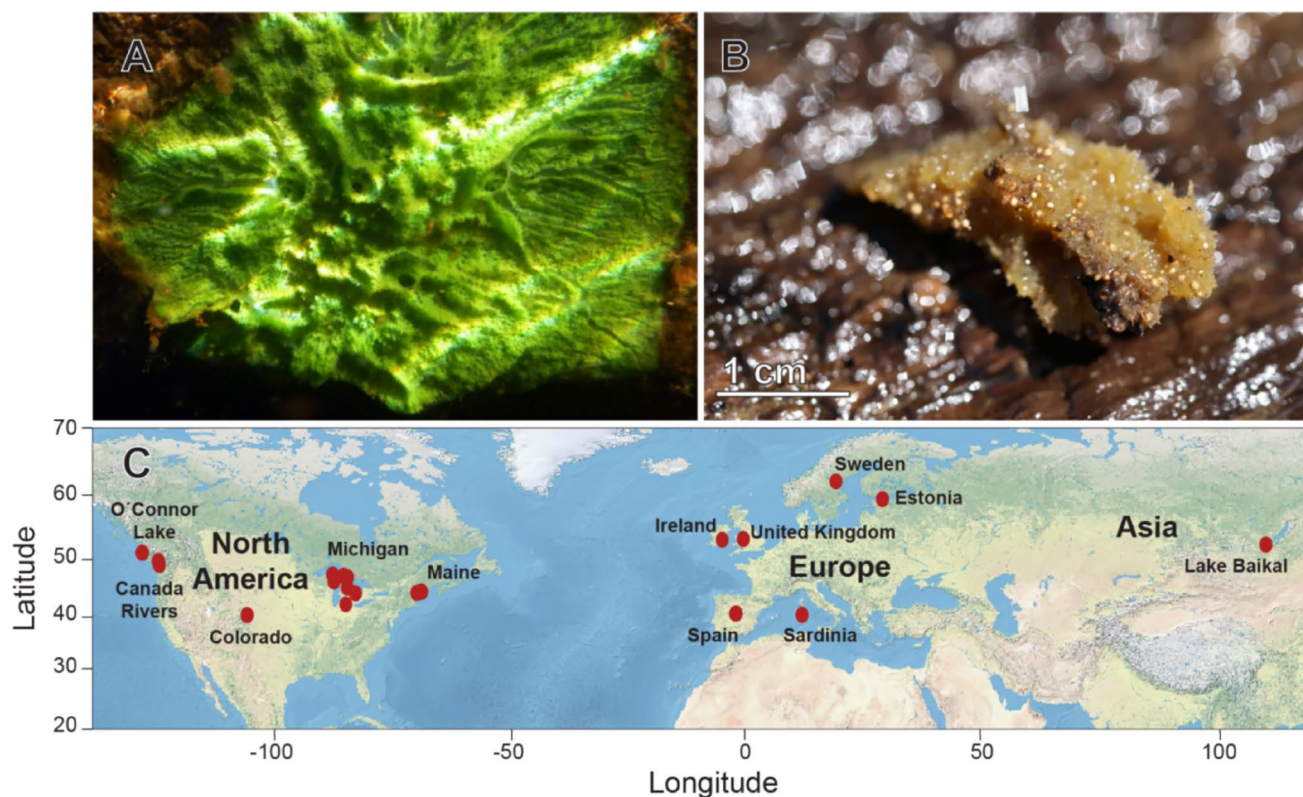 A
B
1 cm
C
70
60
50
40
30
20
Latitude
O´Connor
Lake
Canada
Rivers
North
America
Colorado
Michigan
Maine
Ireland
United Kingdom
Sweden
Estonia
Europe
Spain
Sardinia
Asia
Lake Baikal
-100
-50
0
50
100
Longitude